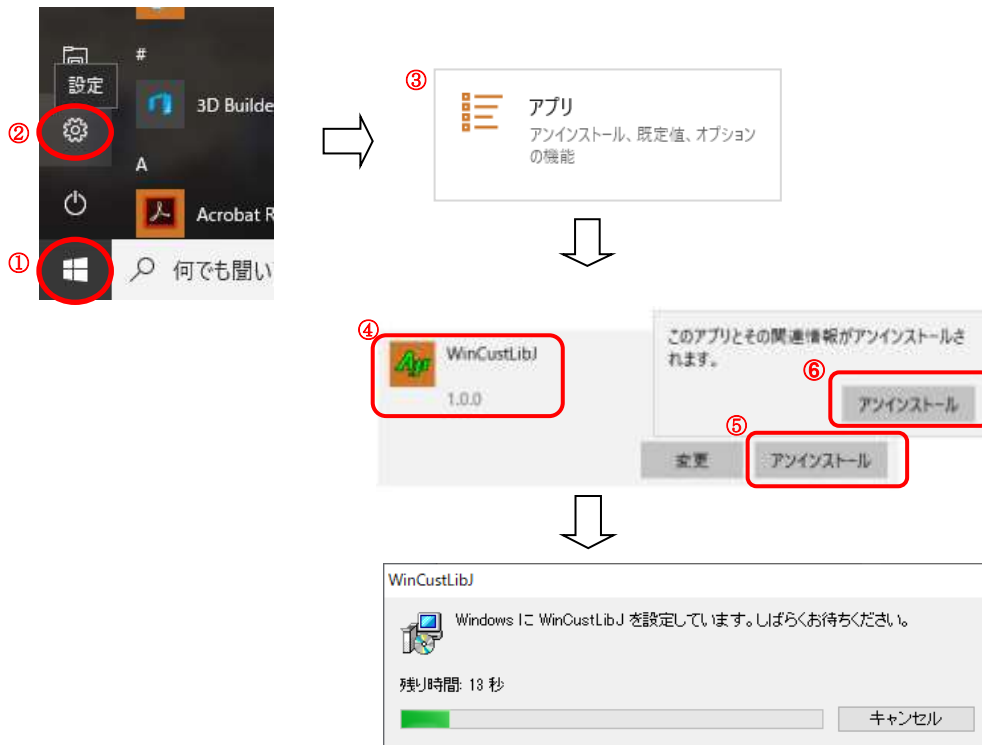 #
設定
3D Builde
②
A
Acrobat R
①
何でも聞い
③
アプリ
アンインストール、既定値、オプション
の機能
④
WinCustLibJ
1.0.0
このアプリとその関連情報がアンインストールさ
れます。
⑥
アンインストール
⑤
変更
アンインストール
WinCustLibJ
Windows に WinCustLibJ を設定しています。しばらくお待ちください。
残り時間: 13 秒
キャンセル